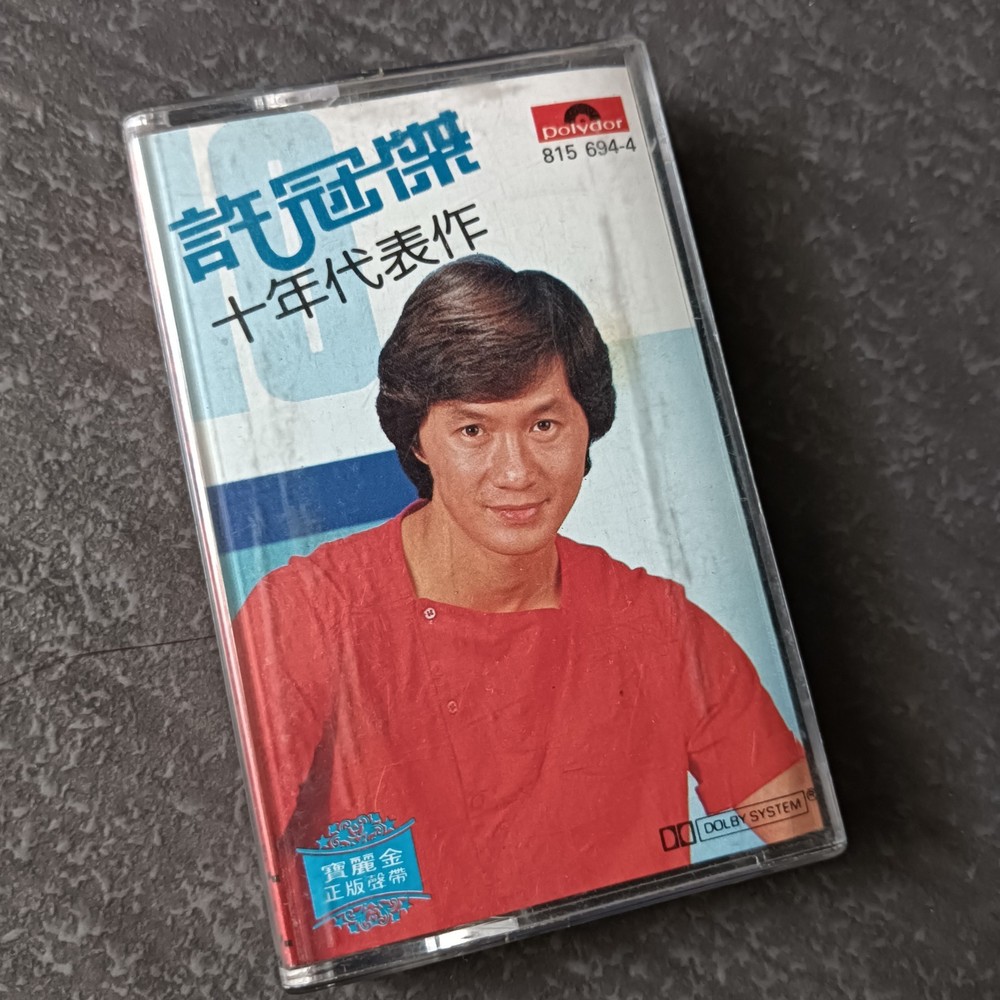 polydor
815 694-4
10
許冠傑
十年代表作
DOLBY SYSTEM®
寶麗金
正版聲帶